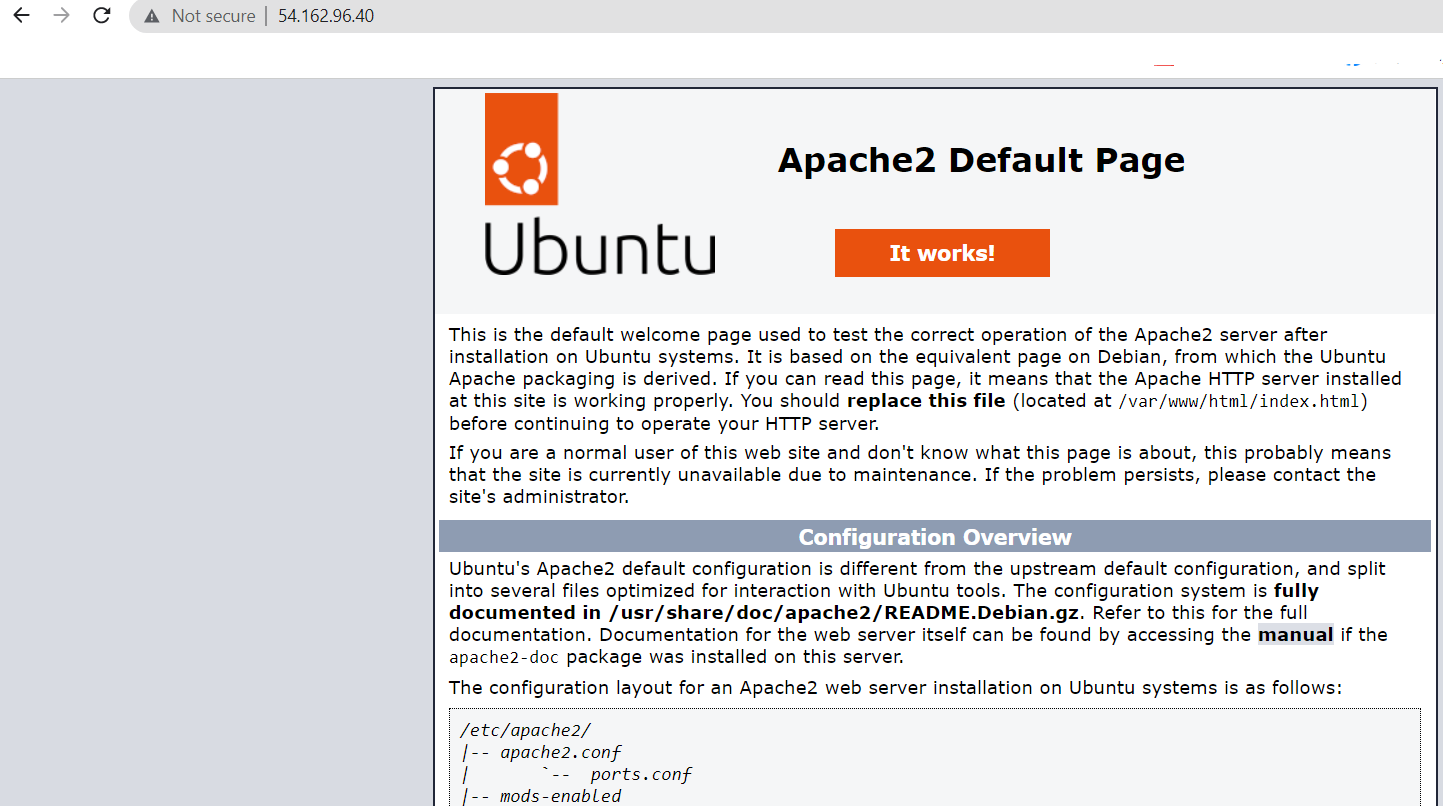 Not secure | 54.162.96.40
Ubuntu
Apache2 Default Page
It works!
This is the default welcome page used to test the correct operation of the Apache2 server after
installation on Ubuntu systems. It is based on the equivalent page on Debian, from which the Ubuntu
Apache packaging is derived. If you can read this page, it means that the Apache HTTP server installed
at this site is working properly. You should replace this file (located at /var/www/html/index.html)
before continuing to operate your HTTP server.
If you are a normal user of this web site and don't know what this page is about, this probably means
that the site is currently unavailable due to maintenance. If the problem persists, please contact the
site's administrator.
Configuration Overview
Ubuntu's Apache2 default configuration is different from the upstream default configuration, and split
into several files optimized for interaction with Ubuntu tools. The configuration system is fully
documented in /usr/share/doc/apache2/README.Debian.gz. Refer to this for the full
documentation. Documentation for the web server itself can be found by accessing the manual if the
apache2-doc package was installed on this server.
The configuration layout for an Apache2 web server installation on Ubuntu systems is as follows:
/etc/apache2/
|-- apache2.conf
|       `--  ports.conf
|-- mods-enabled